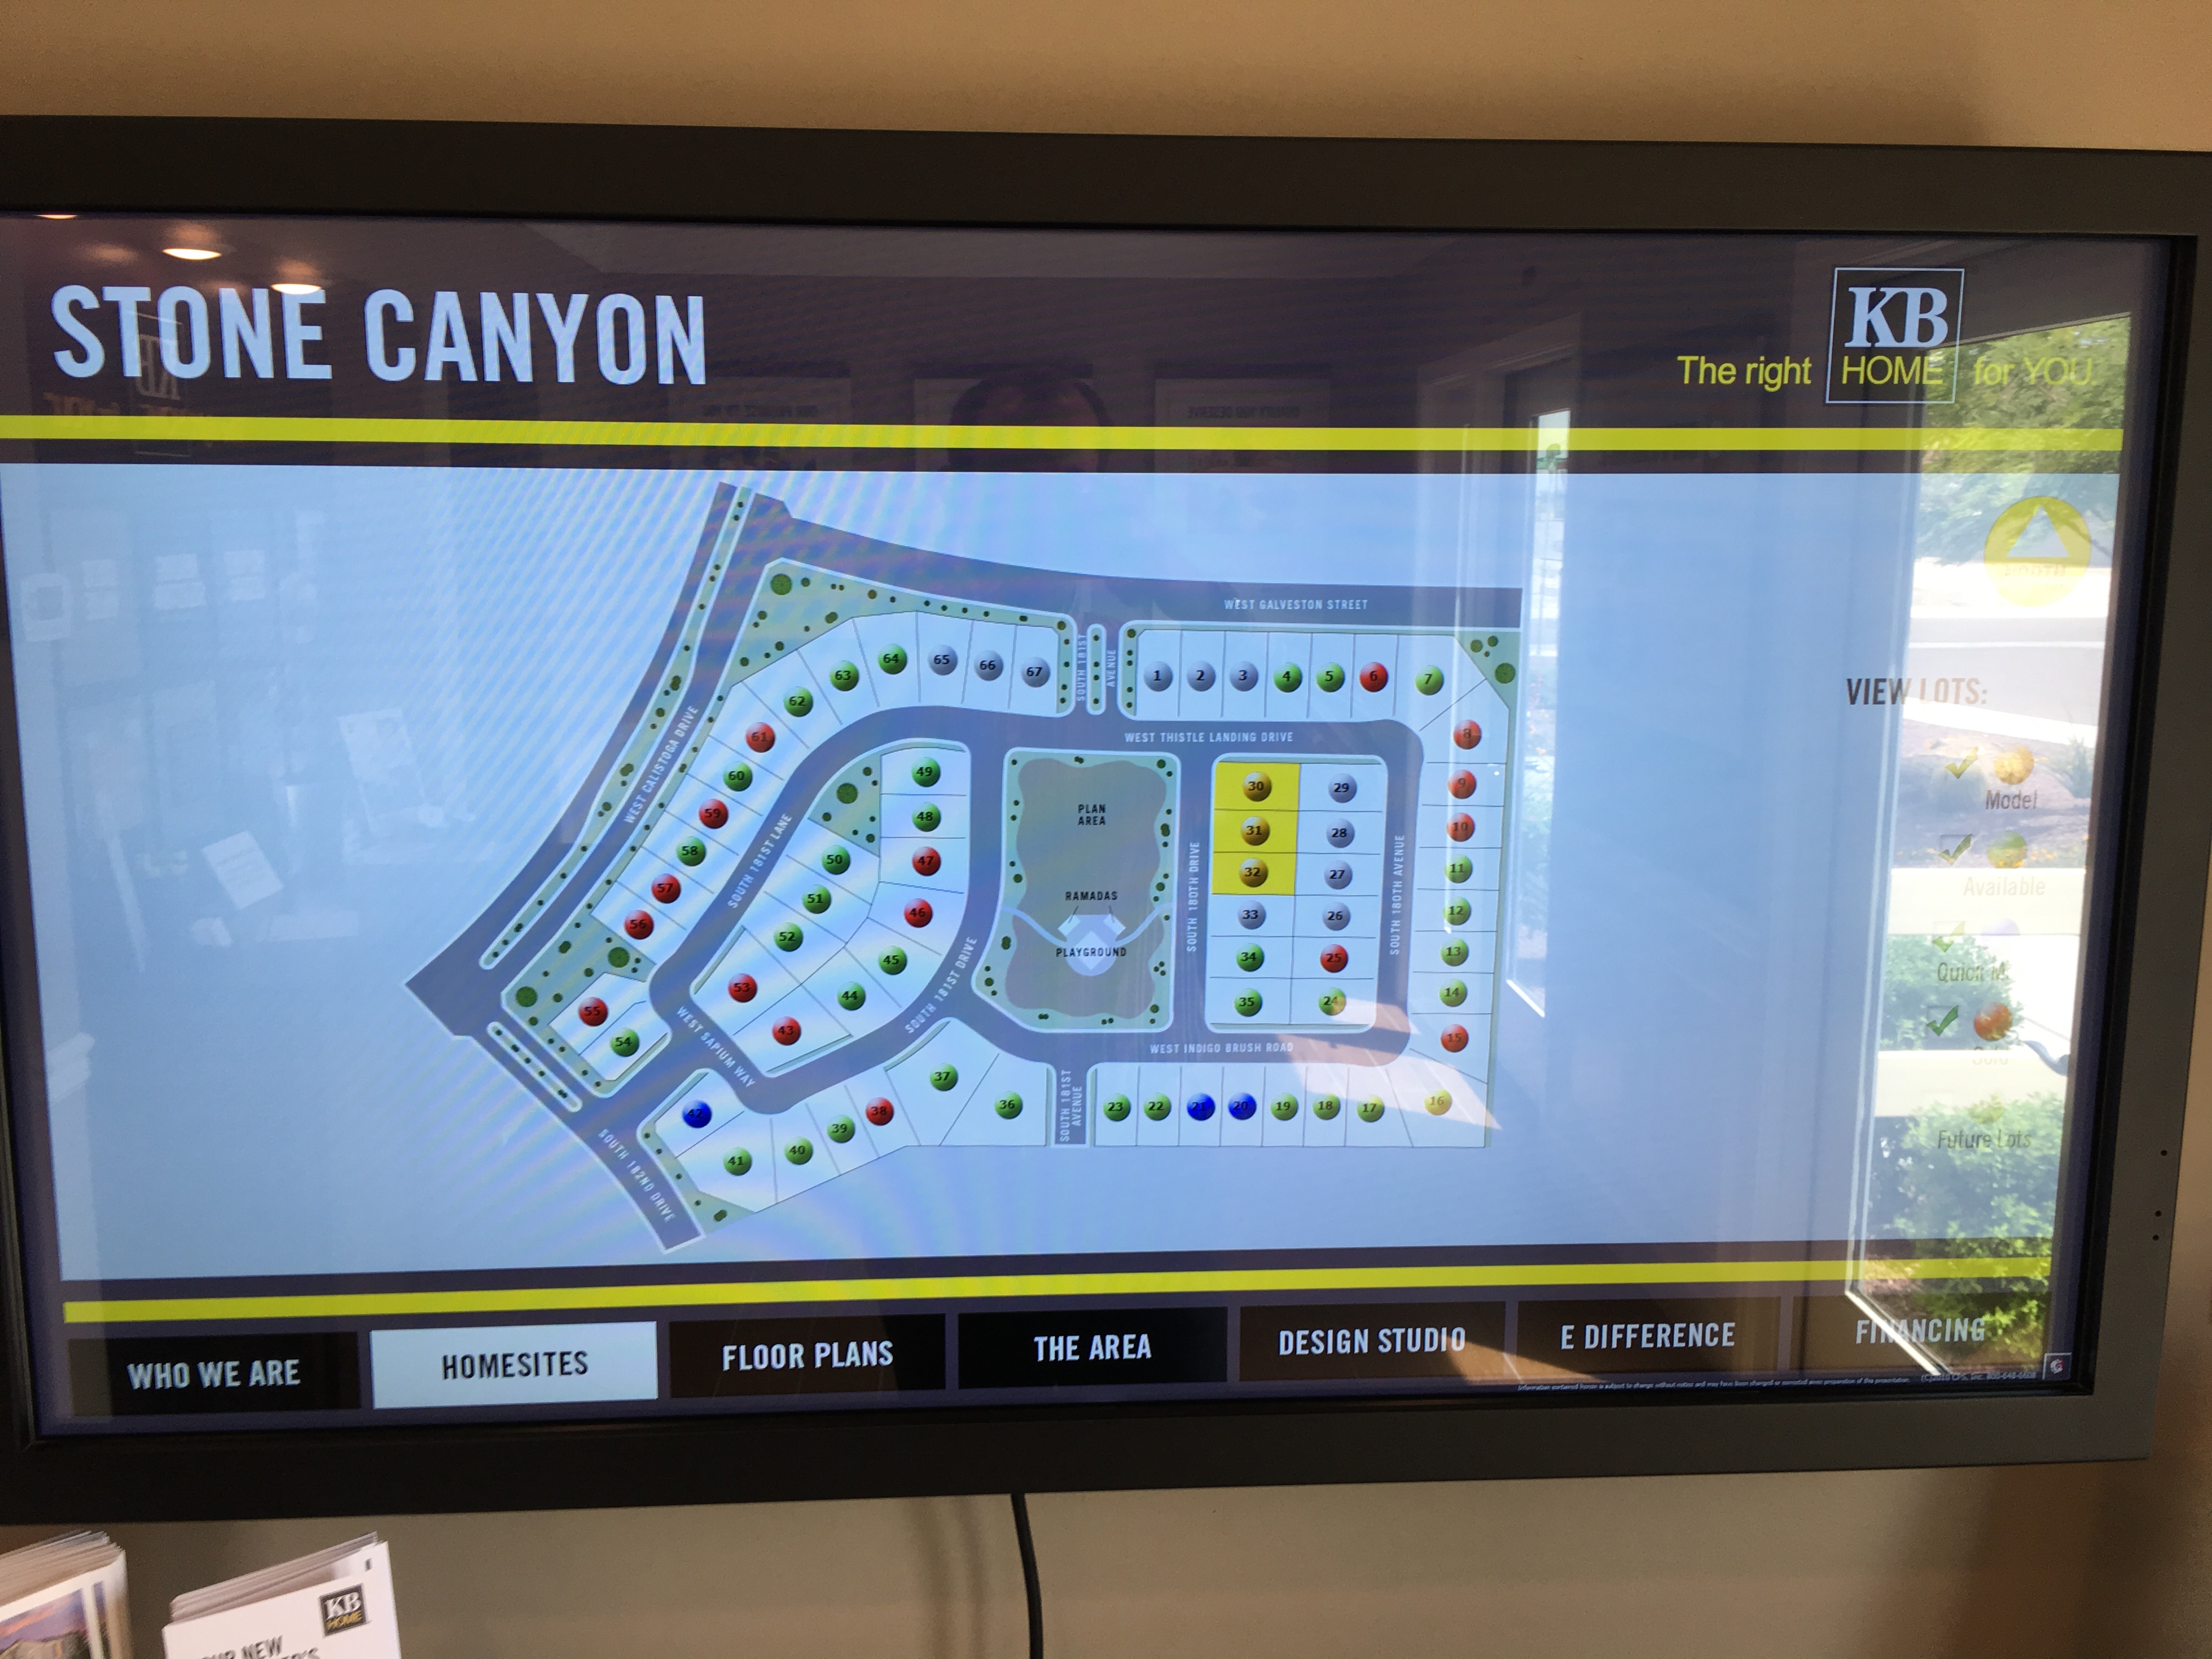 STONE CANYON
KB
The right HOME for YOU.
WEST GALVESTON STREET
SOUTH 181ST
AVENUE
WEST CALISTOGA DRIVE
WEST THISTLE LANDING DRIVE
SOUTH 181ST LANE
PLAN
AREA
RAMADAS
PLAYGROUND
SOUTH 180TH DRIVE
SOUTH 180TH AVENUE
SOUTH 181ST DRIVE
WEST SAPIUM WAY
WEST INDIGO BRUSH ROAD
SOUTH 181ST
AVENUE
SOUTH 182ND DRIVE
63 64 65 66 67
1 2 3 4 5 6 7
62
61
60
59
58
57
56
55
54
8
9
10
11
12
13
14
15
16
49
48
47
46
45
44
43
50
51
52
53
30 29
31 28
32 27
33 26
34 25
35 24
42
41 40 39 38 37 36
23 22 21 20 19 18 17
VIEW LOTS:
Model
Available
Future Lots
WHO WE ARE
HOMESITES
FLOOR PLANS
THE AREA
DESIGN STUDIO
E DIFFERENCE
FINANCING
KB
HOME